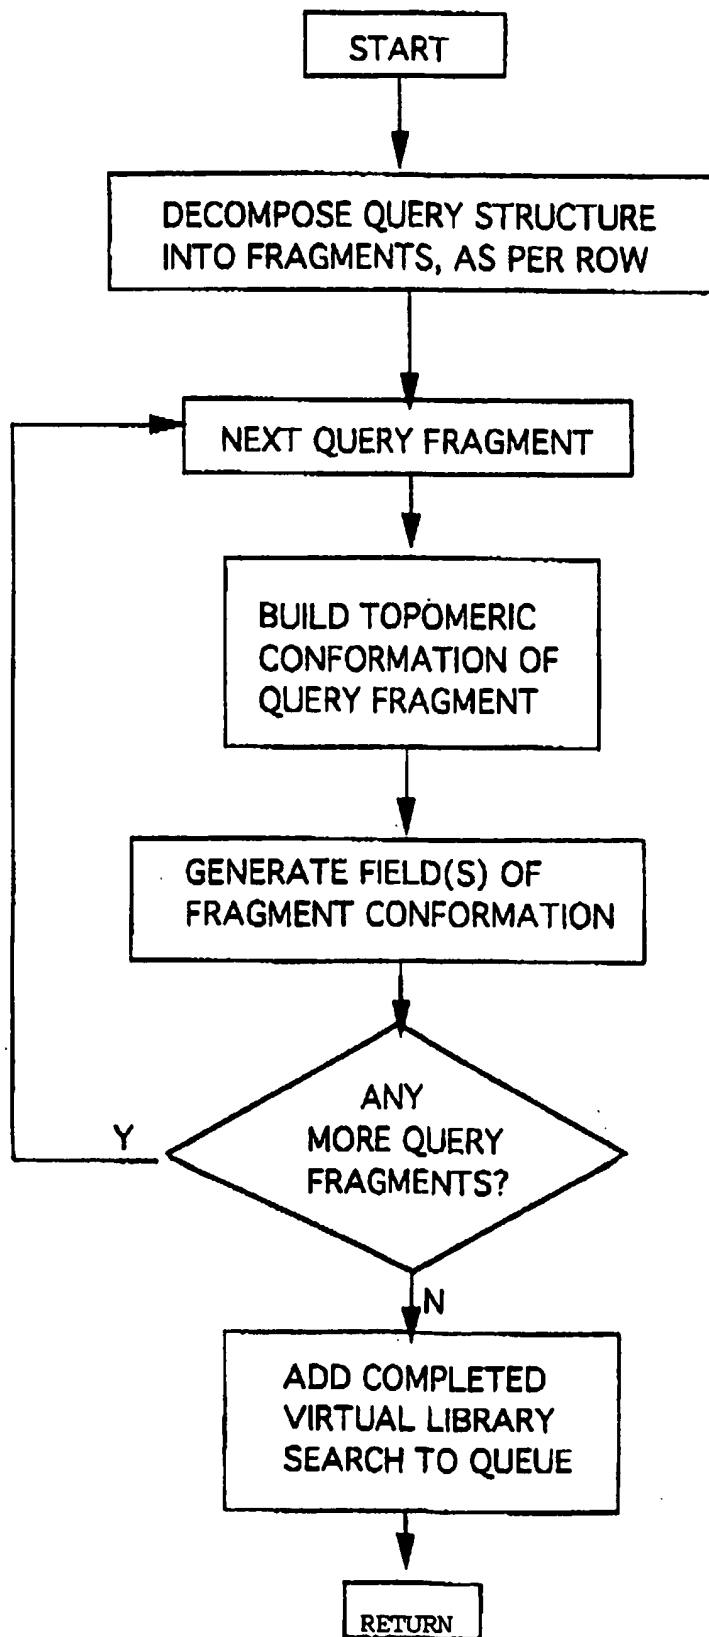 START
DECOMPOSE QUERY STRUCTURE
INTO FRAGMENTS, AS PER ROW
NEXT QUERY FRAGMENT
BUILD TOPOMERIC
CONFORMATION OF
QUERY FRAGMENT
GENERATE FIELD(S) OF
FRAGMENT CONFORMATION
ANY
MORE QUERY
FRAGMENTS?
Y
N
ADD COMPLETED
VIRTUAL LIBRARY
SEARCH TO QUEUE
RETURN